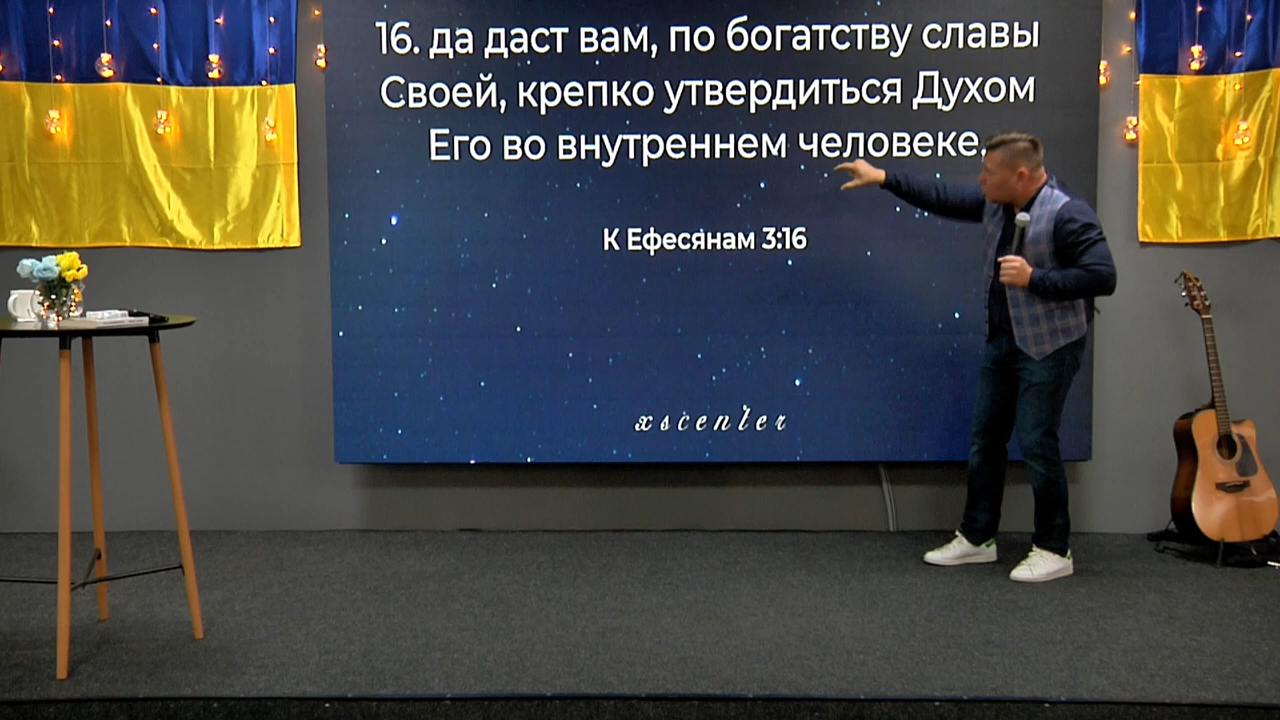 16. да даст вам, по богатству славы
Своей, крепко утвердиться Духом
Его во внутреннем человеке,
К Ефесянам 3:16
xscenter